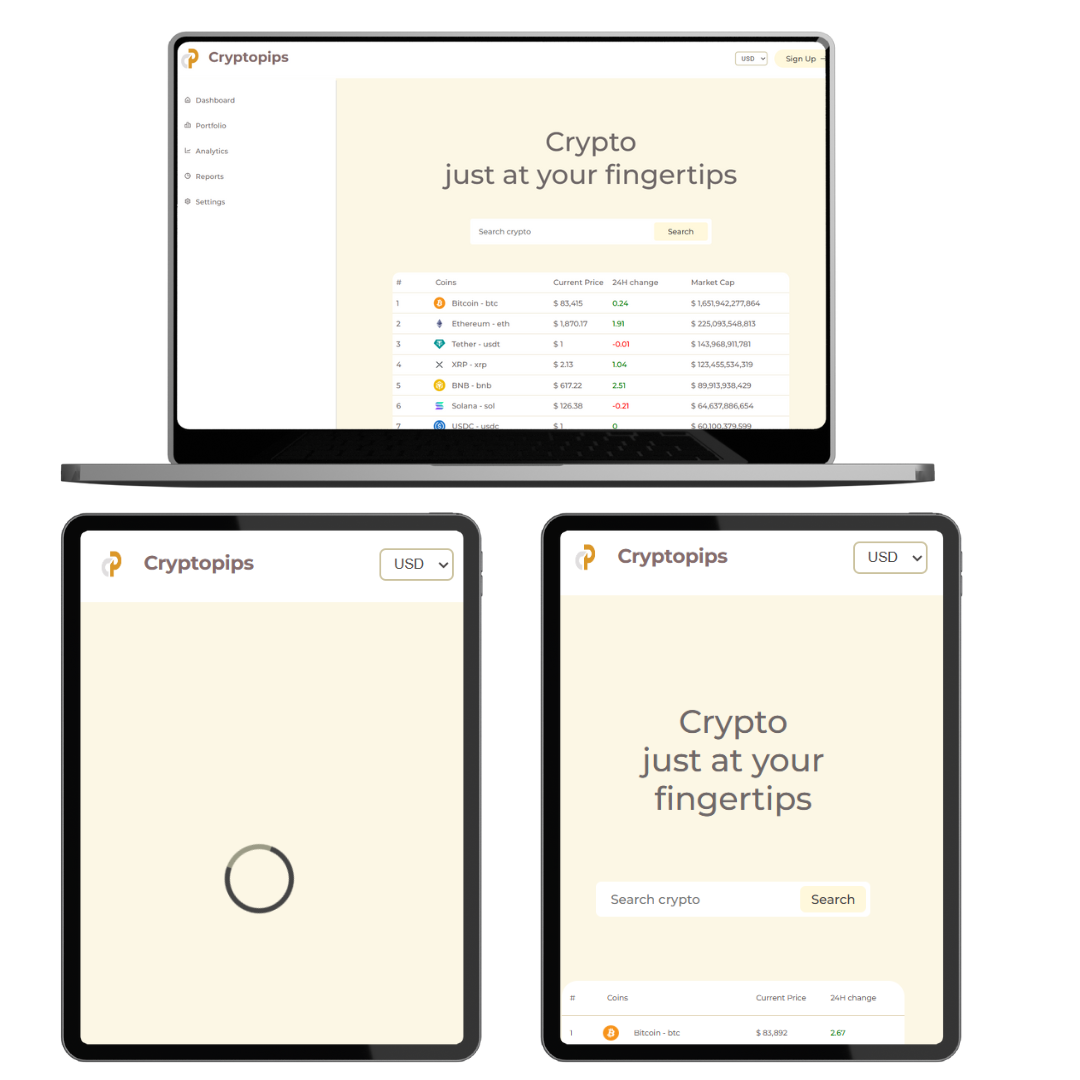 Cryptopips
USD
Sign Up
Dashboard
Portfolio
Analytics
Reports
Settings
Crypto
just at your fingertips
Search crypto Search
# Coins Current Price 24H change Market Cap
1 Bitcoin - btc $ 83,415 0.24 $ 1,651,942,277,864
2 Ethereum - eth $ 1,870.17 1.91 $ 225,093,548,813
3 Tether - usdt $ 1 -0.01 $ 143,968,911,781
4 XRP - xrp $ 2.13 1.04 $ 123,455,534,319
5 BNB - bnb $ 617.22 2.51 $ 89,913,938,429
6 Solana - sol $ 126.38 -0.21 $ 64,637,886,654
7 USDC - usdc $ 1 0 $ 60,100,379,599
Cryptopips USD
Cryptopips USD
Crypto
just at your
fingertips
Search crypto Search
# Coins Current Price 24H change
1 Bitcoin - btc $ 83,892 2.67